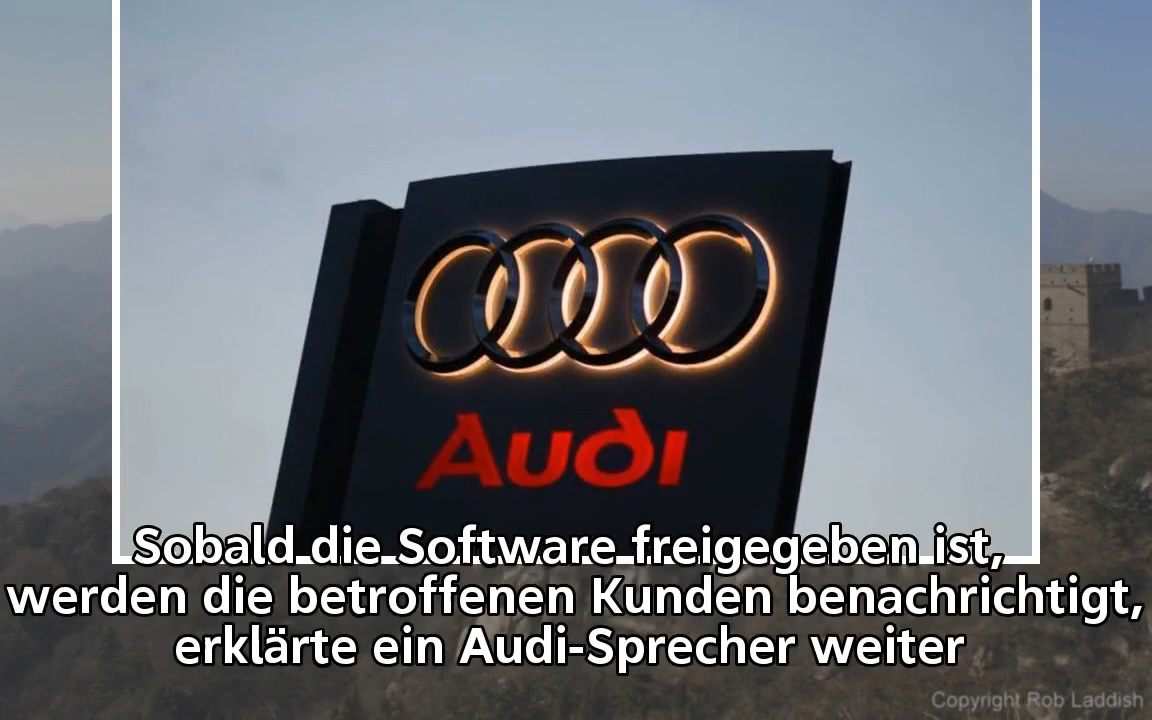 Audi
Sobald die Software freigegeben ist,
werden die betroffenen Kunden benachrichtigt,
erklärte ein Audi-Sprecher weiter
Copyright Rob Laddish